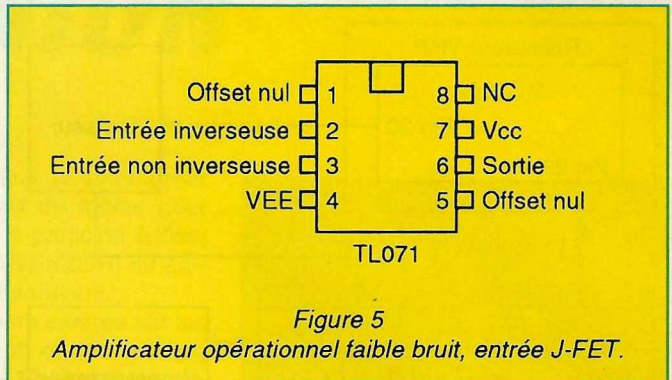 Offset nul 1 8 NC
Entrée inverseuse 2 7 Vcc
Entrée non inverseuse 3 6 Sortie
VEE 4 5 Offset nul
TL071
Figure 5
Amplificateur opérationnel faible bruit, entrée J-FET.